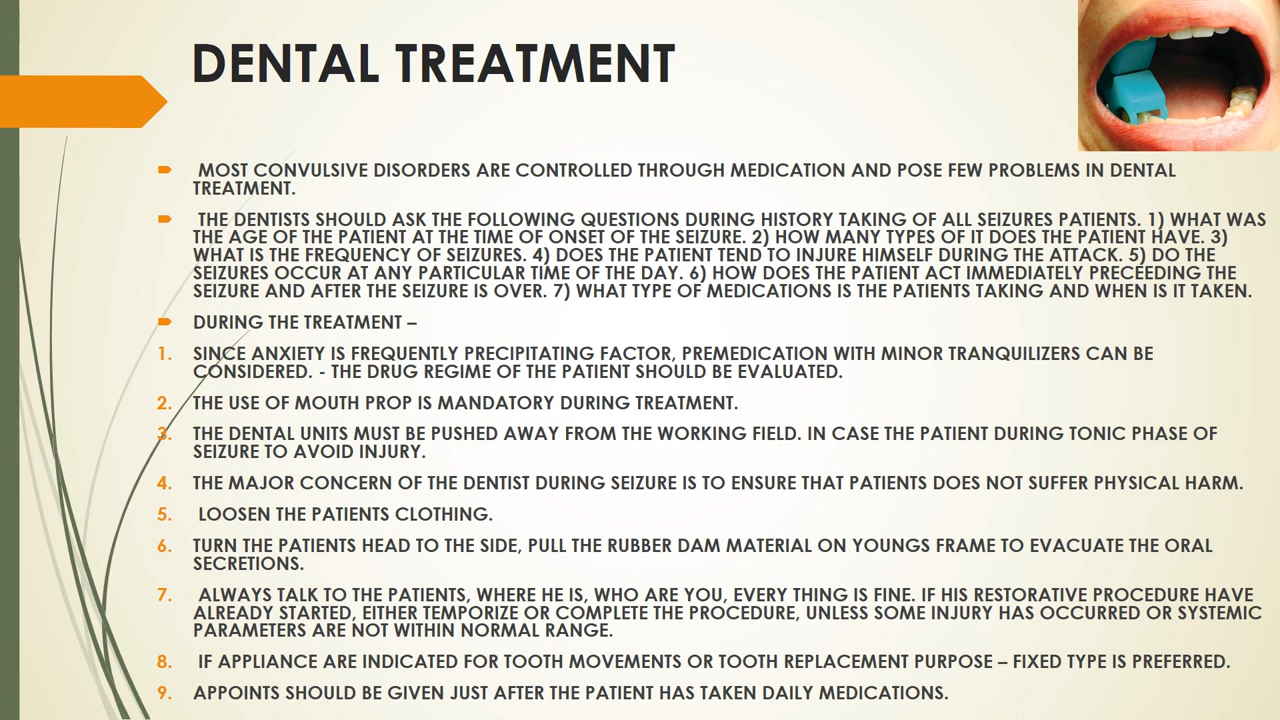 DENTAL TREATMENT
MOST CONVULSIVE DISORDERS ARE CONTROLLED THROUGH MEDICATION AND POSE FEW PROBLEMS IN DENTAL
TREATMENT.
THE DENTISTS SHOULD ASK THE FOLLOWING QUESTIONS DURING HISTORY TAKING OF ALL SEIZURES PATIENTS. 1) WHAT WAS
THE AGE OF THE PATIENT AT THE TIME OF ONSET OF THE SEIZURE. 2) HOW MANY TYPES OF IT DOES THE PATIENT HAVE. 3)
WHAT IS THE FREQUENCY OF SEIZURES. 4) DOES THE PATIENT TEND TO INJURE HIMSELF DURING THE ATTACK. 5) DO THE
SEIZURES OCCUR AT ANY PARTICULAR TIME OF THE DAY. 6) HOW DOES THE PATIENT ACT IMMEDIATELY PRECEEDING THE
SEIZURE AND AFTER THE SEIZURE IS OVER. 7) WHAT TYPE OF MEDICATIONS IS THE PATIENTS TAKING AND WHEN IS IT TAKEN.
DURING THE TREATMENT –
1. SINCE ANXIETY IS FREQUENTLY PRECIPITATING FACTOR, PREMEDICATION WITH MINOR TRANQUILIZERS CAN BE
CONSIDERED. - THE DRUG REGIME OF THE PATIENT SHOULD BE EVALUATED.
2. THE USE OF MOUTH PROP IS MANDATORY DURING TREATMENT.
3. THE DENTAL UNITS MUST BE PUSHED AWAY FROM THE WORKING FIELD. IN CASE THE PATIENT DURING TONIC PHASE OF
SEIZURE TO AVOID INJURY.
4. THE MAJOR CONCERN OF THE DENTIST DURING SEIZURE IS TO ENSURE THAT PATIENTS DOES NOT SUFFER PHYSICAL HARM.
5. LOOSEN THE PATIENTS CLOTHING.
6. TURN THE PATIENTS HEAD TO THE SIDE, PULL THE RUBBER DAM MATERIAL ON YOUNGS FRAME TO EVACUATE THE ORAL
SECRETIONS.
7. ALWAYS TALK TO THE PATIENTS, WHERE HE IS, WHO ARE YOU, EVERY THING IS FINE. IF HIS RESTORATIVE PROCEDURE HAVE
ALREADY STARTED, EITHER TEMPORIZE OR COMPLETE THE PROCEDURE, UNLESS SOME INJURY HAS OCCURRED OR SYSTEMIC
PARAMETERS ARE NOT WITHIN NORMAL RANGE.
8. IF APPLIANCE ARE INDICATED FOR TOOTH MOVEMENTS OR TOOTH REPLACEMENT PURPOSE – FIXED TYPE IS PREFERRED.
9. APPOINTS SHOULD BE GIVEN JUST AFTER THE PATIENT HAS TAKEN DAILY MEDICATIONS.